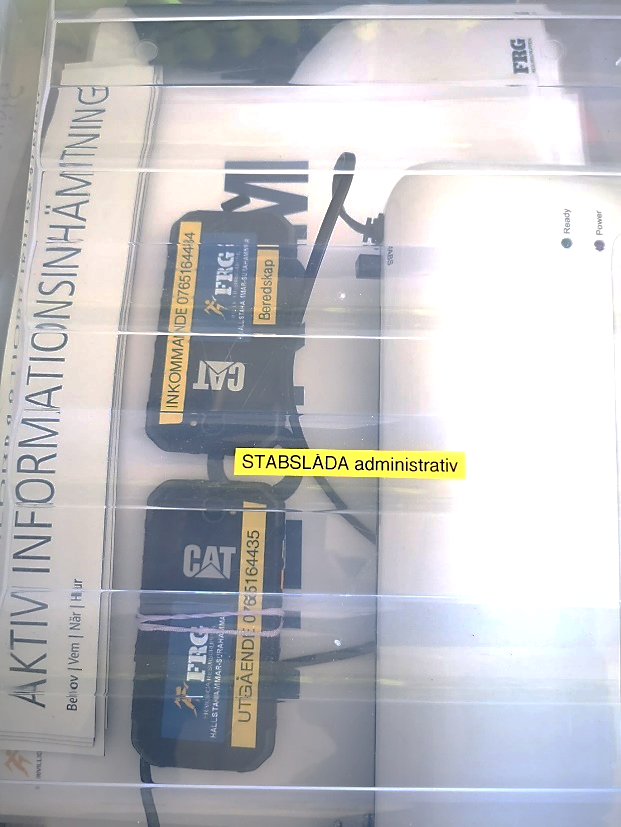 FRG
AKTIV INFORMATIONSINHÄMTNING
Behov | Vem | När | Hur
INKOMMANDE 0765164434
FRG
HALLSTAHAMMAR-SURAHAMMAR
Beredskap
CAT
Ready
Power
STABSLÅDA administrativ
CAT
UTGÅENDE 0765164435
FRG
HALLSTAHAMMAR-SURAHAMMAR